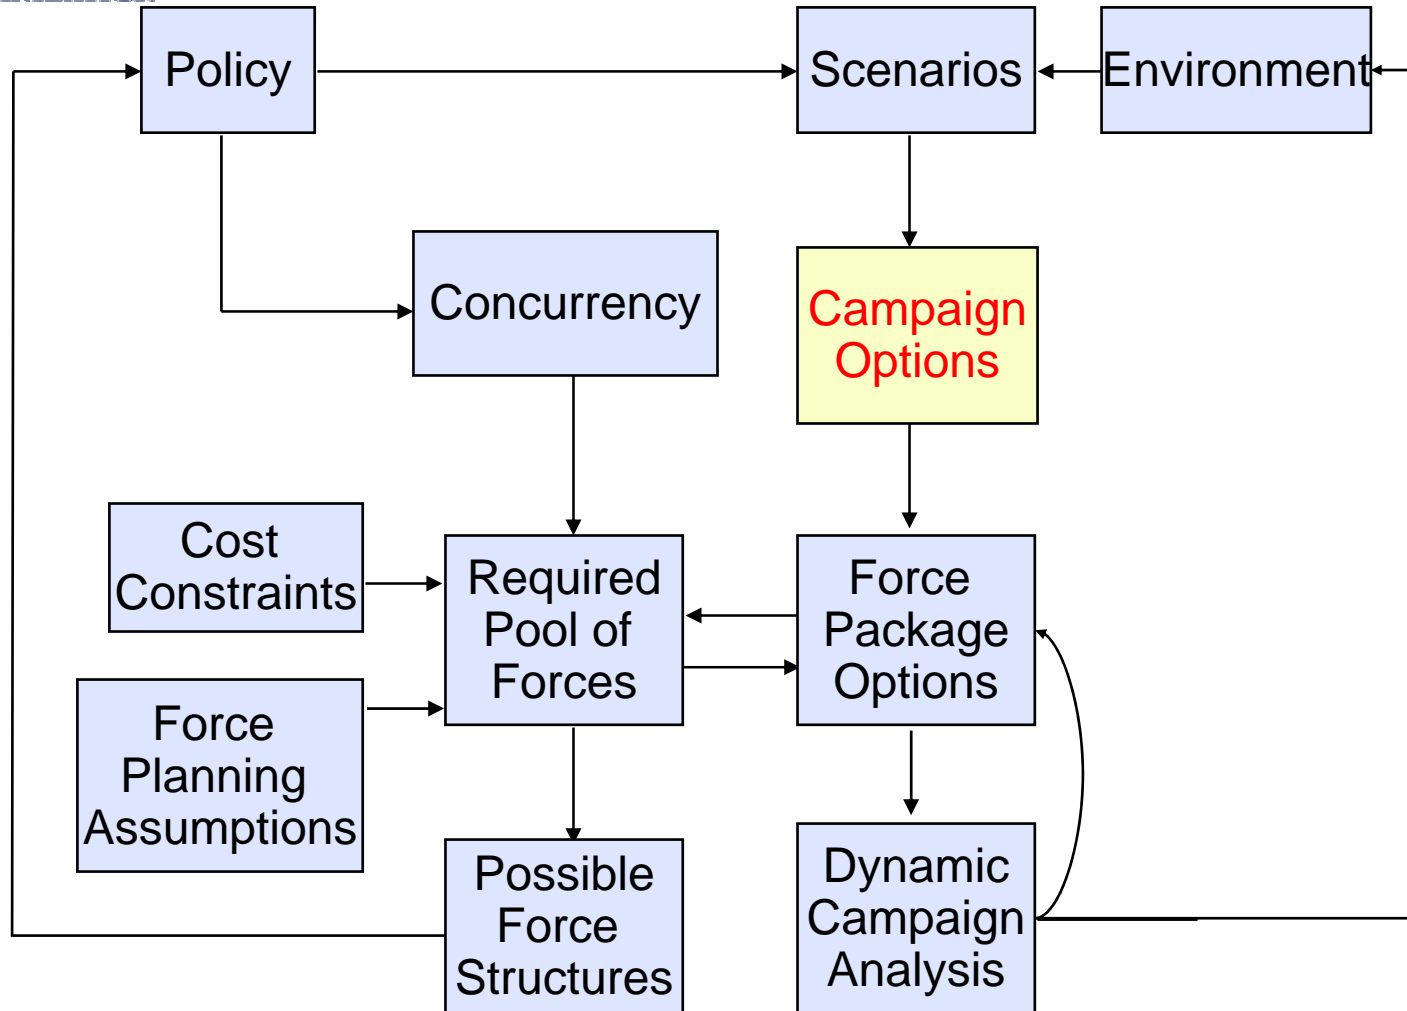 Policy
Scenarios
Environment
Concurrency
Campaign
Options
Cost
Constraints
Required
Pool of
Forces
Force
Package
Options
Force
Planning
Assumptions
Possible
Force
Structures
Dynamic
Campaign
Analysis